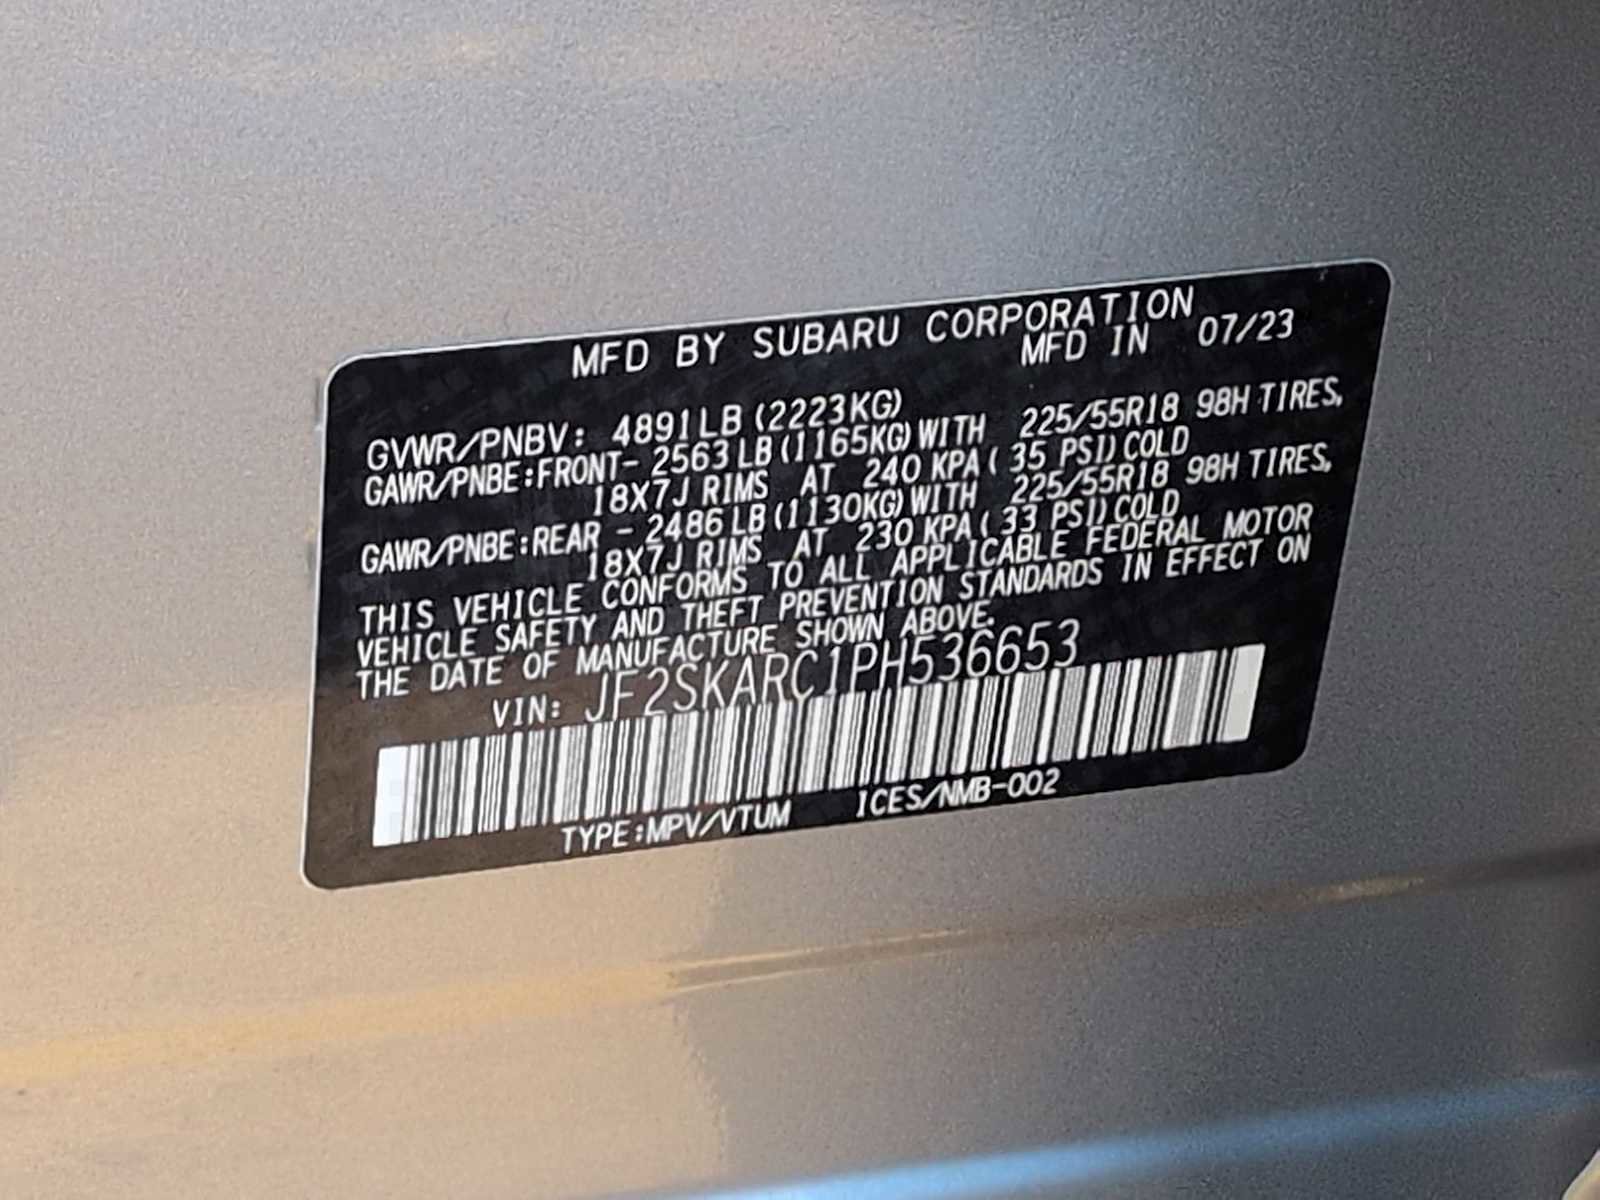 MFD BY SUBARU CORPORATION
MFD IN 07/23
GVWR/PNBV: 4891LB (2223KG)
GAWR/PNBE:FRONT- 2563LB (1165KG) WITH 225/55R18 98H TIRES,
18X7J RIMS AT 240 KPA ( 35 PSI) COLD
GAWR/PNBE:REAR - 2486LB (1130KG) WITH 225/55R18 98H TIRES,
18X7J RIMS AT 230 KPA ( 33 PSI) COLD
THIS VEHICLE CONFORMS TO ALL APPLICABLE FEDERAL MOTOR
VEHICLE SAFETY AND THEFT PREVENTION STANDARDS IN EFFECT ON
THE DATE OF MANUFACTURE SHOWN ABOVE.
VIN: JF2SKARC1PH536653
TYPE:MPV/VTUM ICES/NMB-002